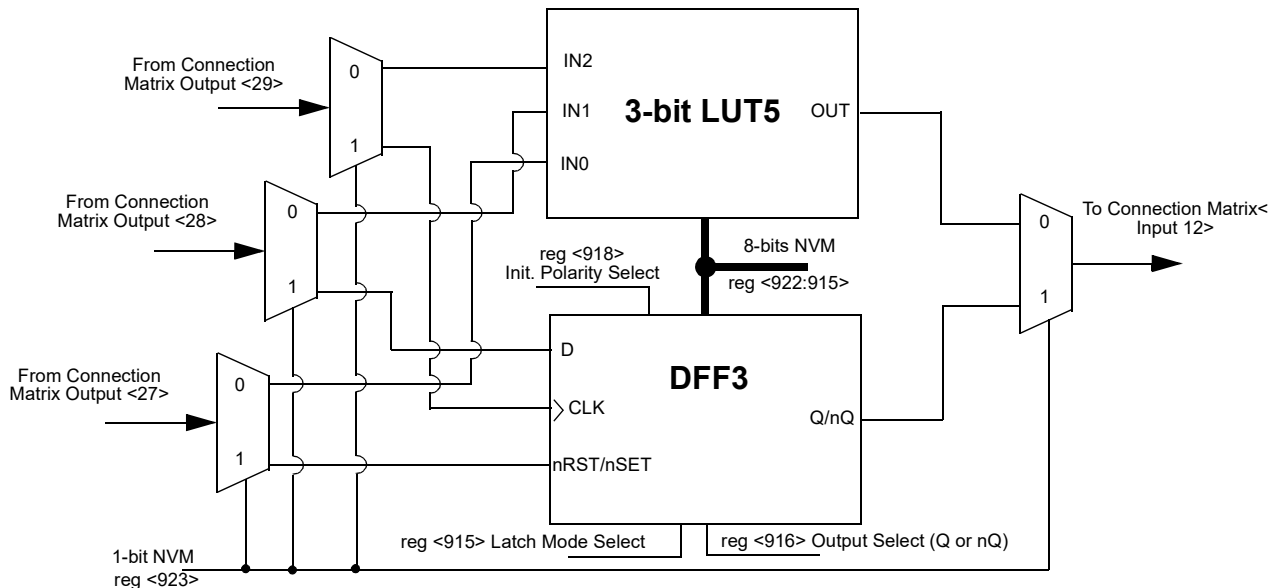 From Connection
Matrix Output <29>
0
1
IN2
IN1
IN0
3-bit LUT5
OUT
From Connection
Matrix Output <28>
0
1
To Connection Matrix<
Input 12>
0
1
8-bits NVM
reg <922:915>
reg <918>
Init. Polarity Select
From Connection
Matrix Output <27>
0
1
D
CLK
nRST/nSET
DFF3
Q/nQ
reg <915> Latch Mode Select
reg <916> Output Select (Q or nQ)
1-bit NVM
reg <923>